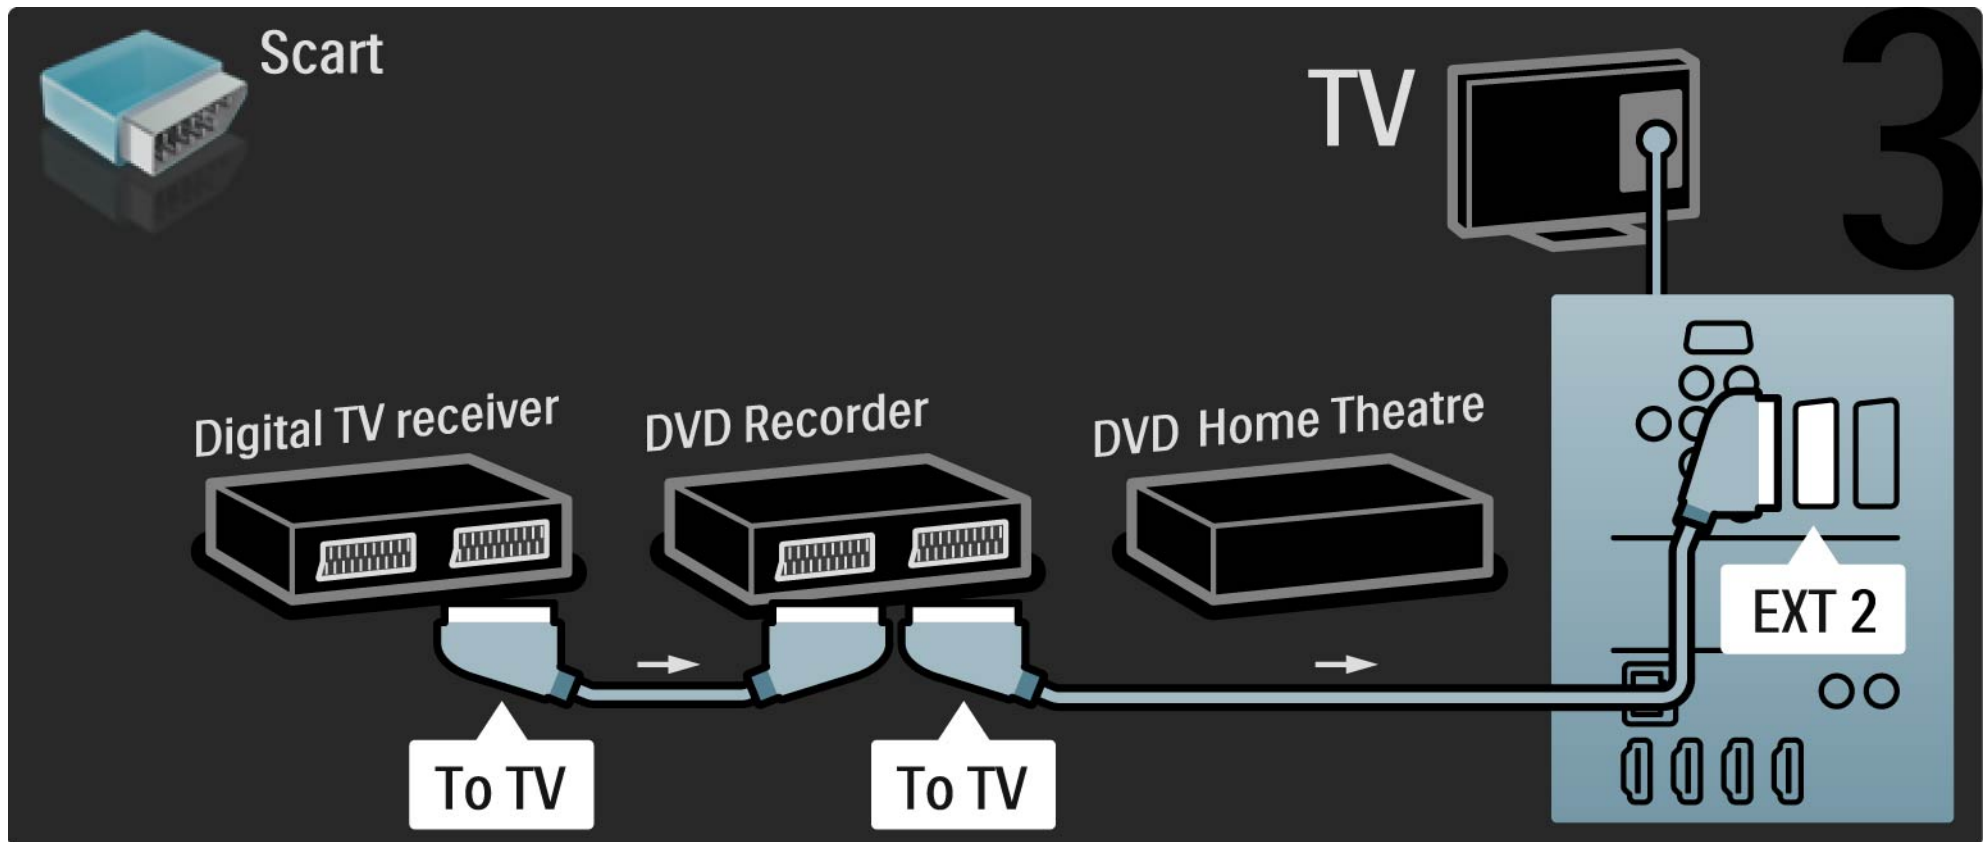 Scart
TV
3
Digital TV receiver
DVD Recorder
DVD Home Theatre
EXT 2
To TV
To TV